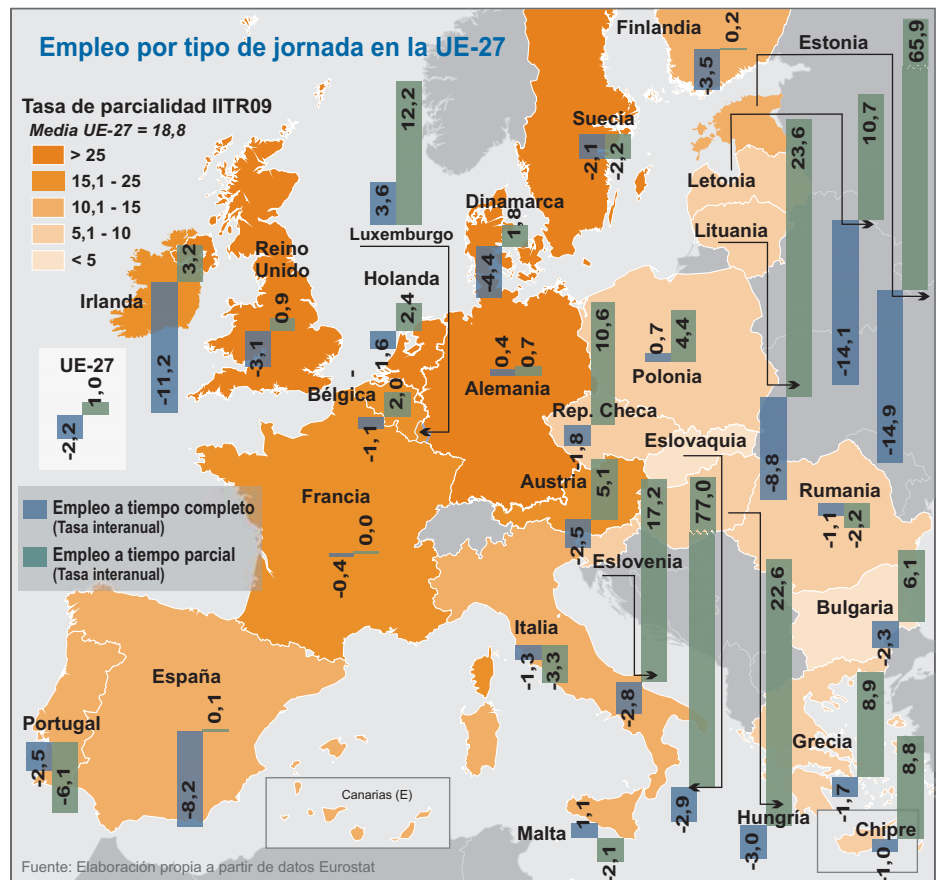 Empleo por tipo de jornada en la UE-27
Tasa de parcialidad IITR09
Media UE-27 = 18,8
> 25
15,1 - 25
10,1 - 15
5,1 - 10
< 5
Finlandia
-3,5
0,2
Estonia
65,9
-14,9
Suecia
-2,1
-2,2
Letonia
10,7
-14,1
Lituania
23,6
-8,8
12,2
3,6
Luxemburgo
Dinamarca
1,8
-4,4
Reino
Unido
0,9
-3,1
Irlanda
3,2
-11,2
Holanda
2,4
-
1,6
UE-27
1,0
-2,2
Bélgica
2,0
-1,1
0,4
0,7
Alemania
10,6
Rep. Checa
-1,8
0,7
4,4
Polonia
Eslovaquia
77,0
-2,9
Austria
5,1
-2,5
Francia
0,0
-0,4
Empleo a tiempo completo
(Tasa interanual)
Empleo a tiempo parcial
(Tasa interanual)
Eslovenia
17,2
-2,8
Rumania
-1,1
-2,2
22,6
Hungría
-3,0
Bulgaria
6,1
-2,3
Italia
-1,3
-3,3
España
0,1
-8,2
Portugal
-2,5
-6,1
Grecia
8,9
-1,7
8,8
Chipre
-1,0
Canarias (E)
Malta
1,1
-2,1
Fuente: Elaboración propia a partir de datos Eurostat